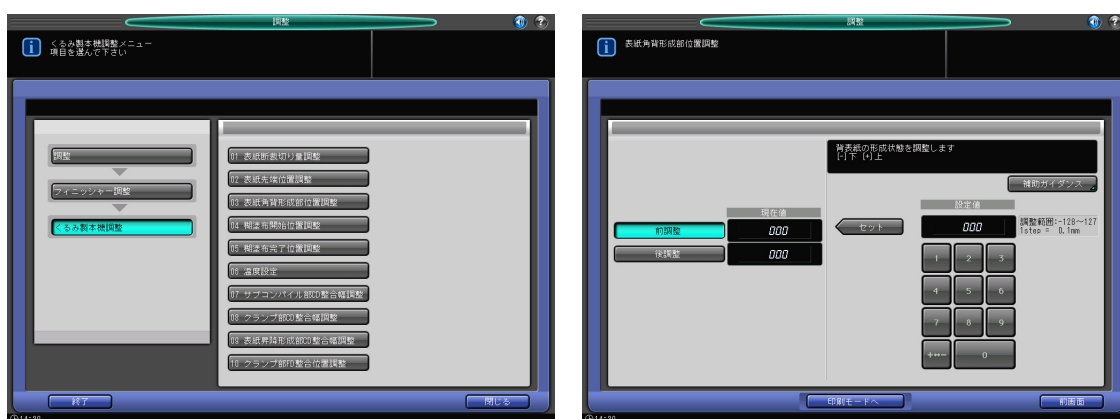 調整
くるみ製本機調整メニュー
項目を選んで下さい
調整
フィニッシャー調整
くるみ製本機調整
01 表紙断裁切り量調整
02 表紙先端位置調整
03 表紙角背形成部位置調整
04 糊塗布開始位置調整
05 糊塗布完了位置調整
06 温度設定
07 サブコンパイル部CD整合幅調整
08 クランプ部CD整合幅調整
09 表紙昇降形成部CD整合幅調整
10 クランプ部FD整合位置調整
終了
閉じる
調整
表紙角背形成部位置調整
背表紙の形成状態を調整します
[-]下 [+]上
補助ガイダンス
現在値
設定値
前調整
000
セット
000
調整範囲:-128～127
1step = 0.1mm
後調整
000
1
2
3
4
5
6
7
8
9
+↔-
0
印刷モードへ
前画面